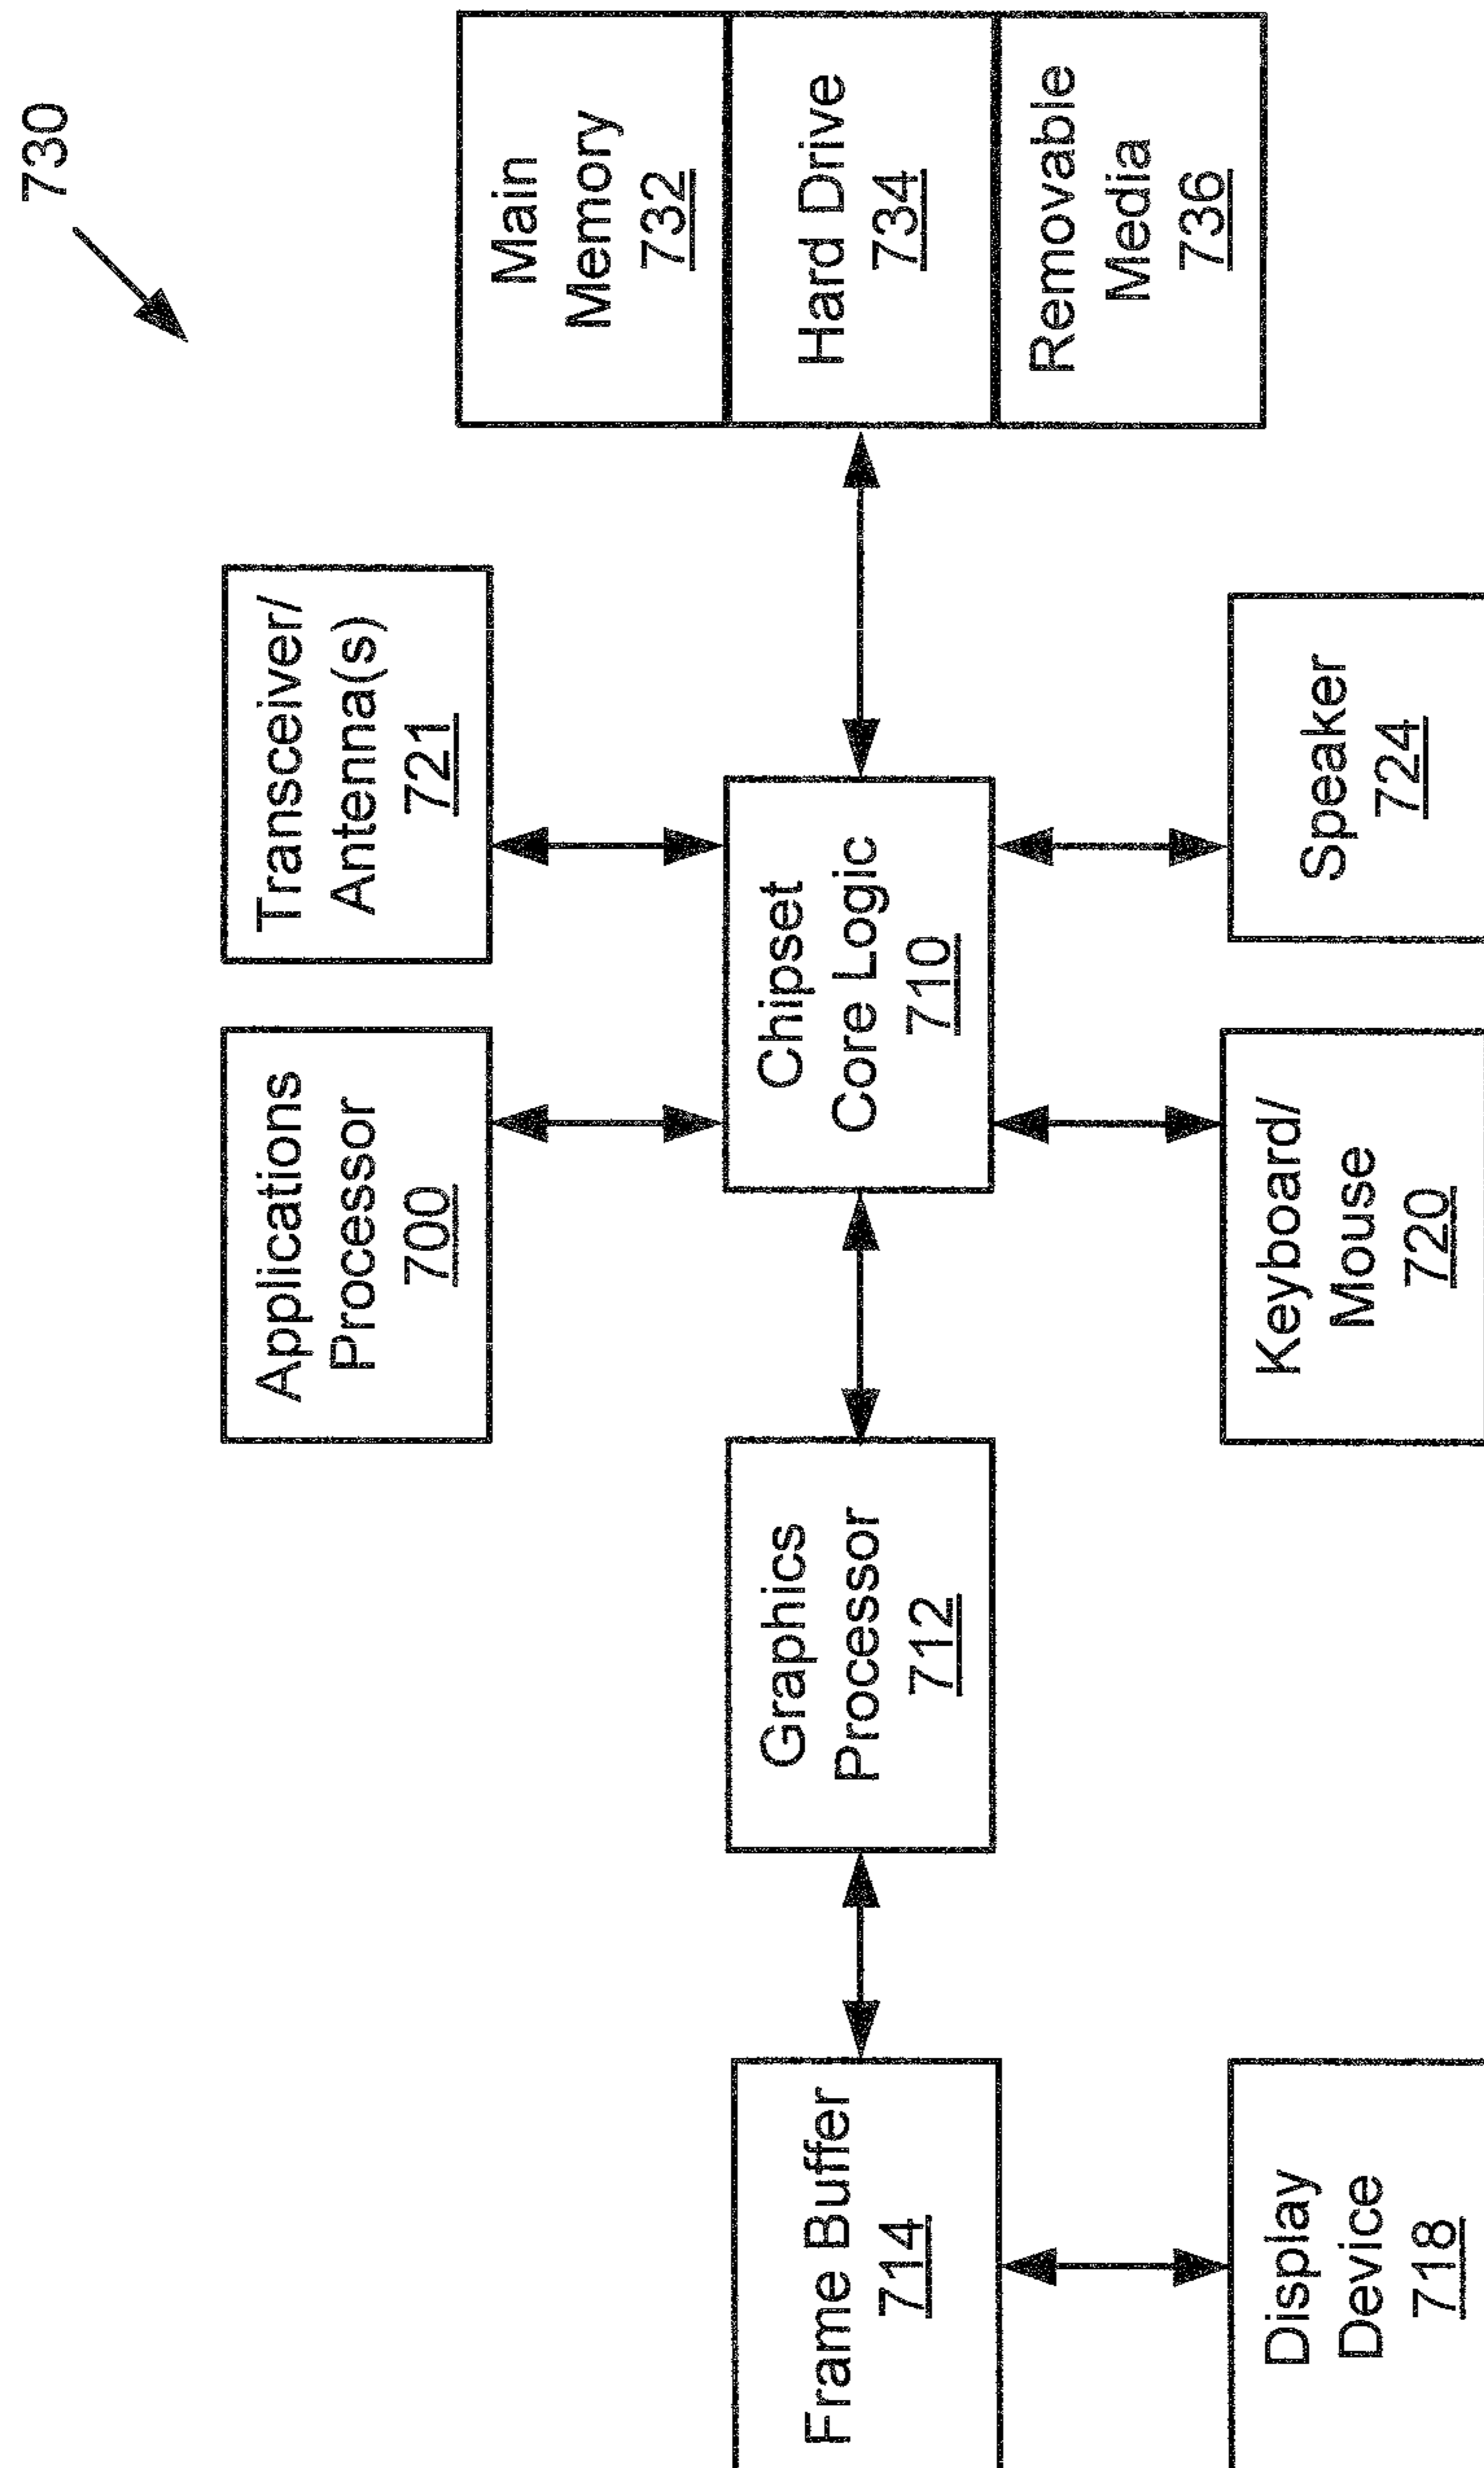 730
Applications
Processor
700
Transceiver/
Antenna(s)
721
Main
Memory
732
Frame Buffer
714
Graphics
Processor
712
Chipset
Core Logic
710
Hard Drive
734
Removable
Media
736
Display
Device
718
Keyboard/
Mouse
720
Speaker
724